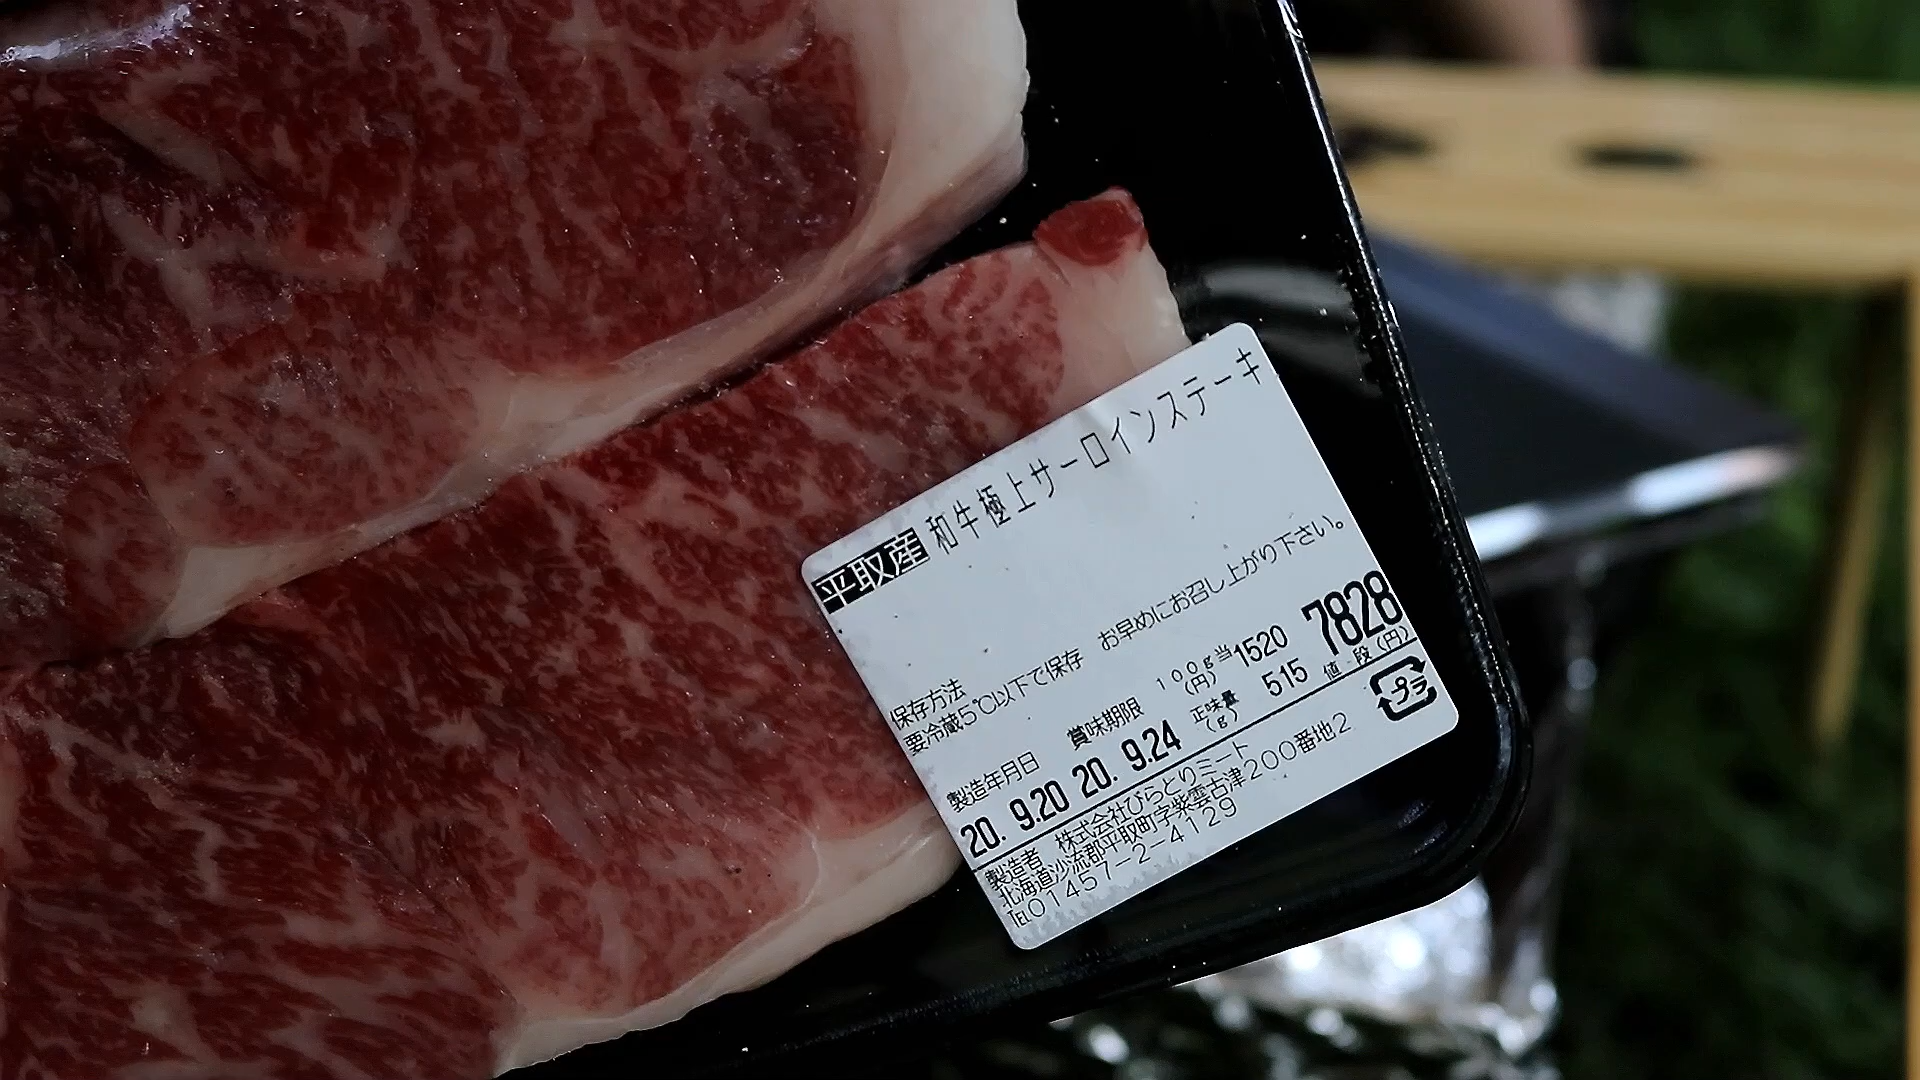 平取産 和牛極上サーロインステーキ
保存方法
要冷蔵5℃以下で保存 お早めにお召し上がり下さい。
製造年月日 賞味期限 100g当(円) 1520 7828
20. 9.20 20. 9.24 正味量(g) 515 値段(円)
製造者 株式会社びらとりミート
北海道沙流郡平取町字紫雲古津200番地2
℡01457-2-4129
プラ